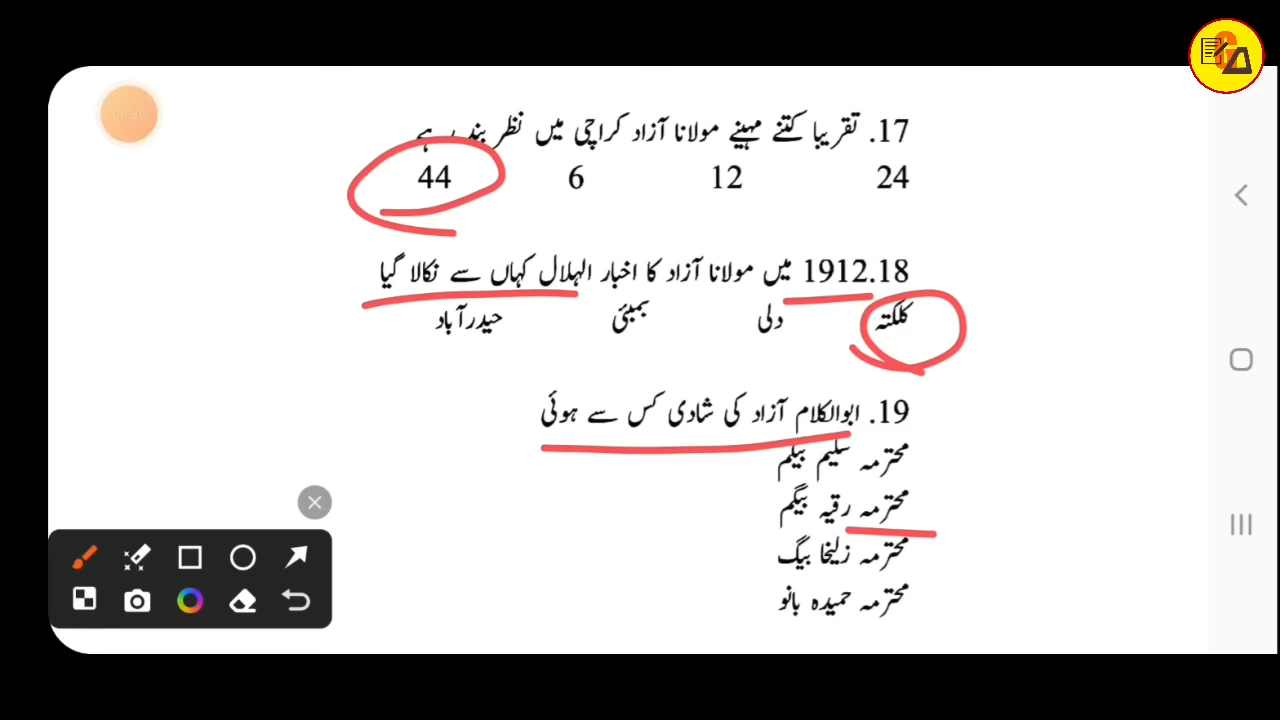 17. تقریبا کتنے مہینے مولانا آزاد کراچی میں نظر بند رہے
24 12 6 44
18. 1912 میں مولانا آزاد کا اخبار الہلال کہاں سے نکالا گیا
کلکتہ دلی بمبئی حیدرآباد
19. ابوالکلام آزاد کی شادی کس سے ہوئی
محترمہ سلیم بیگم
محترمہ رقیہ بیگم
محترمہ زلیخا بیگ
محترمہ حمیدہ بانو